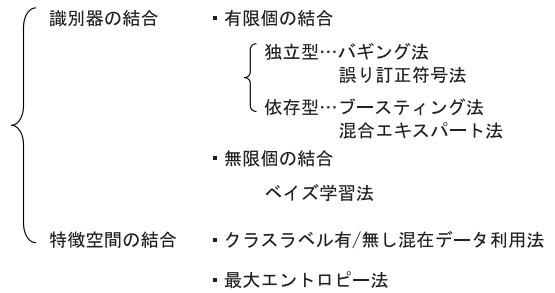 識別器の結合 ・有限個の結合
独立型…バギング法
誤り訂正符号法
依存型…ブースティング法
混合エキスパート法
・無限個の結合
ベイズ学習法
特徴空間の結合 ・クラスラベル有/無し混在データ利用法
・最大エントロピー法